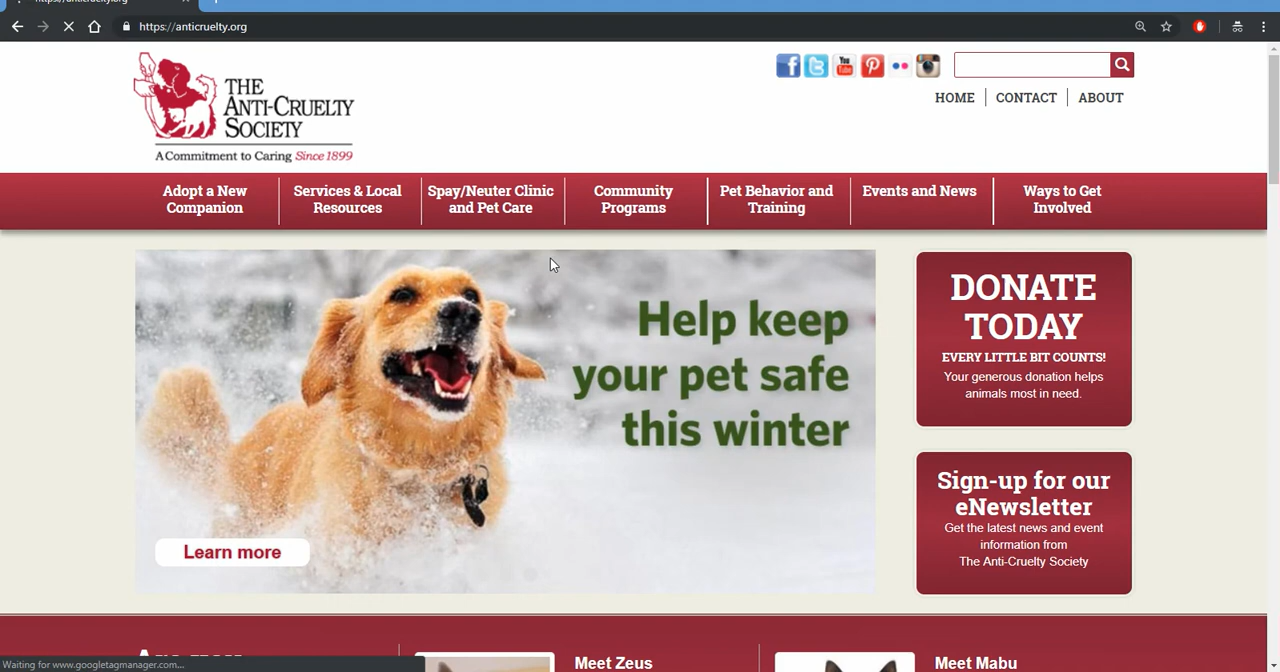 https://anticruelty.org
THE
ANTI-CRUELTY
SOCIETY
A Commitment to Caring Since 1899
HOME
CONTACT
ABOUT
Adopt a New
Companion
Services & Local
Resources
Spay/Neuter Clinic
and Pet Care
Community
Programs
Pet Behavior and
Training
Events and News
Ways to Get
Involved
Help keep
your pet safe
this winter
Learn more
DONATE
TODAY
EVERY LITTLE BIT COUNTS!
Your generous donation helps
animals most in need.
Sign-up for our
eNewsletter
Get the latest news and event
information from
The Anti-Cruelty Society
Meet Zeus
Meet Mabu
Waiting for www.googletagmanager.com...